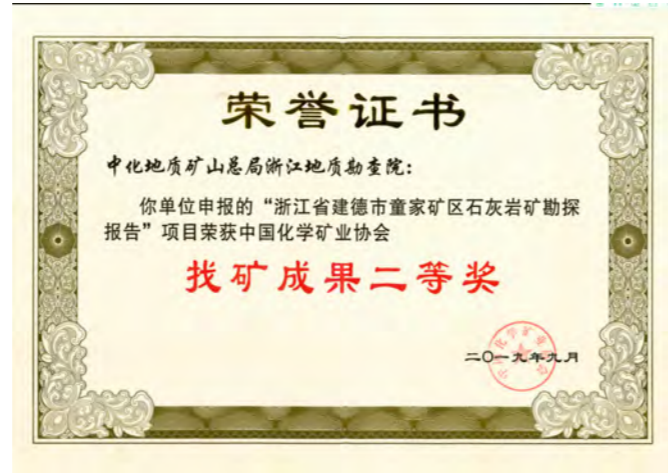 荣誉证书
中化地质矿山总局浙江地质勘查院：
你单位申报的“浙江省建德市童家矿区石灰岩矿勘探
报告”项目荣获中国化学矿业协会
找矿成果二等奖
二〇一九年九月